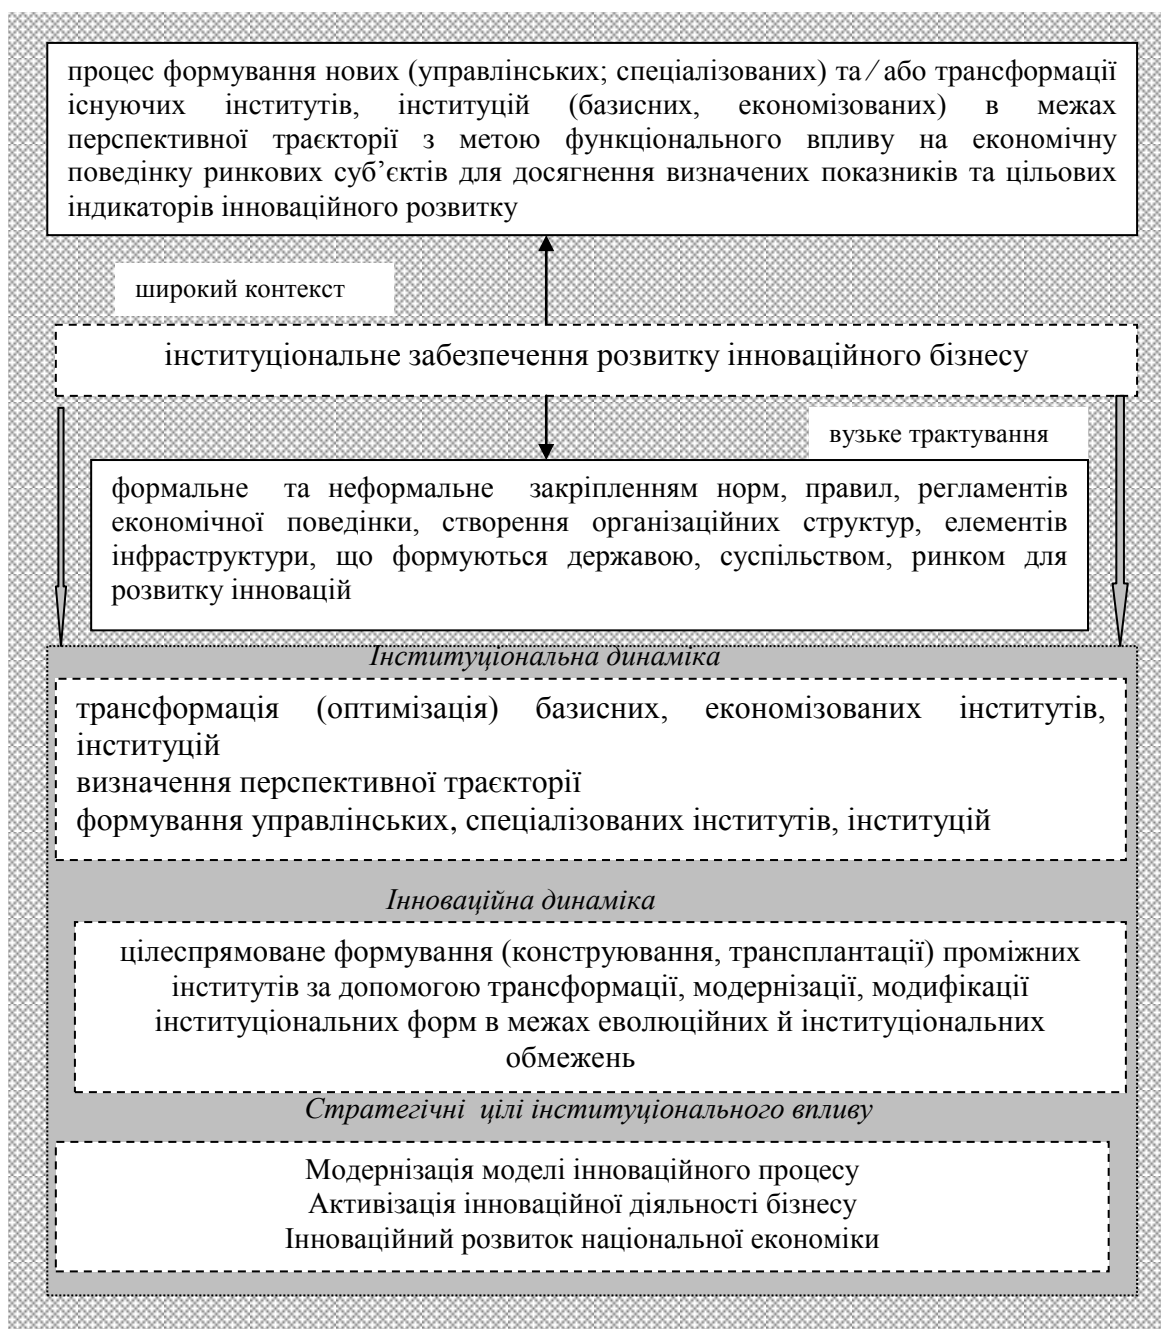 процес формування нових (управлінських; спеціалізованих) та ⁄ або трансформації
існуючих інститутів, інституцій (базисних, економізованих) в межах
перспективної траєкторії з метою функціонального впливу на економічну
поведінку ринкових суб’єктів для досягнення визначених показників та цільових
індикаторів інноваційного розвитку
широкий контекст
інституціональне забезпечення розвитку інноваційного бізнесу
вузьке трактування
формальне та неформальне закріпленням норм, правил, регламентів
економічної поведінки, створення організаційних структур, елементів
інфраструктури, що формуються державою, суспільством, ринком для
розвитку інновацій
Інституціональна динаміка
трансформація (оптимізація) базисних, економізованих інститутів,
інституцій
визначення перспективної траєкторії
формування управлінських, спеціалізованих інститутів, інституцій
Інноваційна динаміка
цілеспрямоване формування (конструювання, трансплантації) проміжних
інститутів за допомогою трансформації, модернізації, модифікації
інституціональних форм в межах еволюційних й інституціональних
обмежень
Стратегічні цілі інституціонального впливу
Модернізація моделі інноваційного процесу
Активізація інноваційної діяльності бізнесу
Інноваційний розвиток національної економіки